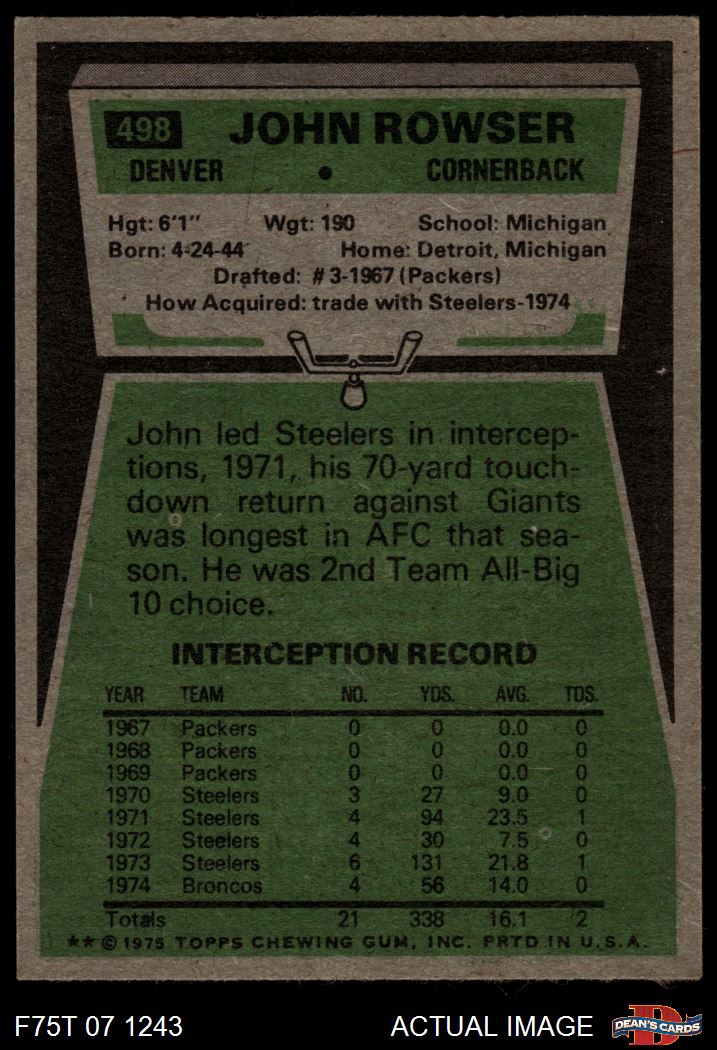 498 JOHN ROWSER
DENVER • CORNERBACK
Hgt: 6'1" Wgt: 190 School: Michigan
Born: 4-24-44 Home: Detroit, Michigan
Drafted: #3-1967 (Packers)
How Acquired: trade with Steelers-1974
John led Steelers in intercep-
tions, 1971, his 70-yard touch-
down return against Giants
was longest in AFC that sea-
son. He was 2nd Team All-Big
10 choice.
INTERCEPTION RECORD
YEAR TEAM NO. YDS. AVG. TDS.
1967 Packers 0 0 0.0 0
1968 Packers 0 0 0.0 0
1969 Packers 0 0 0.0 0
1970 Steelers 3 27 9.0 0
1971 Steelers 4 94 23.5 1
1972 Steelers 4 30 7.5 0
1973 Steelers 6 131 21.8 1
1974 Broncos 4 56 14.0 0
Totals 21 338 16.1 2
**© 1975 TOPPS CHEWING GUM, INC. PRTD IN U.S.A.
F75T 07 1243 ACTUAL IMAGE D DEAN'S CARDS